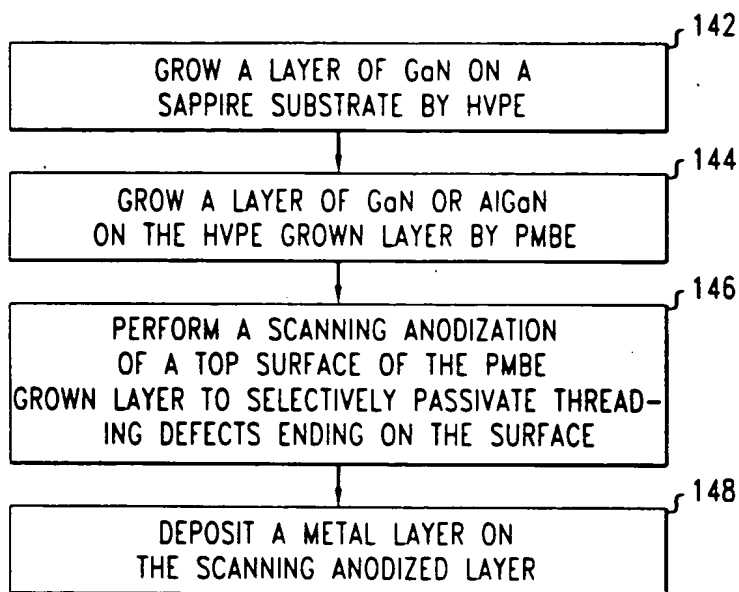 142
GROW A LAYER OF GaN ON A
SAPPIRE SUBSTRATE BY HVPE
144
GROW A LAYER OF GaN OR AlGaN
ON THE HVPE GROWN LAYER BY PMBE
146
PERFORM A SCANNING ANODIZATION
OF A TOP SURFACE OF THE PMBE
GROWN LAYER TO SELECTIVELY PASSIVATE THREAD-
ING DEFECTS ENDING ON THE SURFACE
148
DEPOSIT A METAL LAYER ON
THE SCANNING ANODIZED LAYER